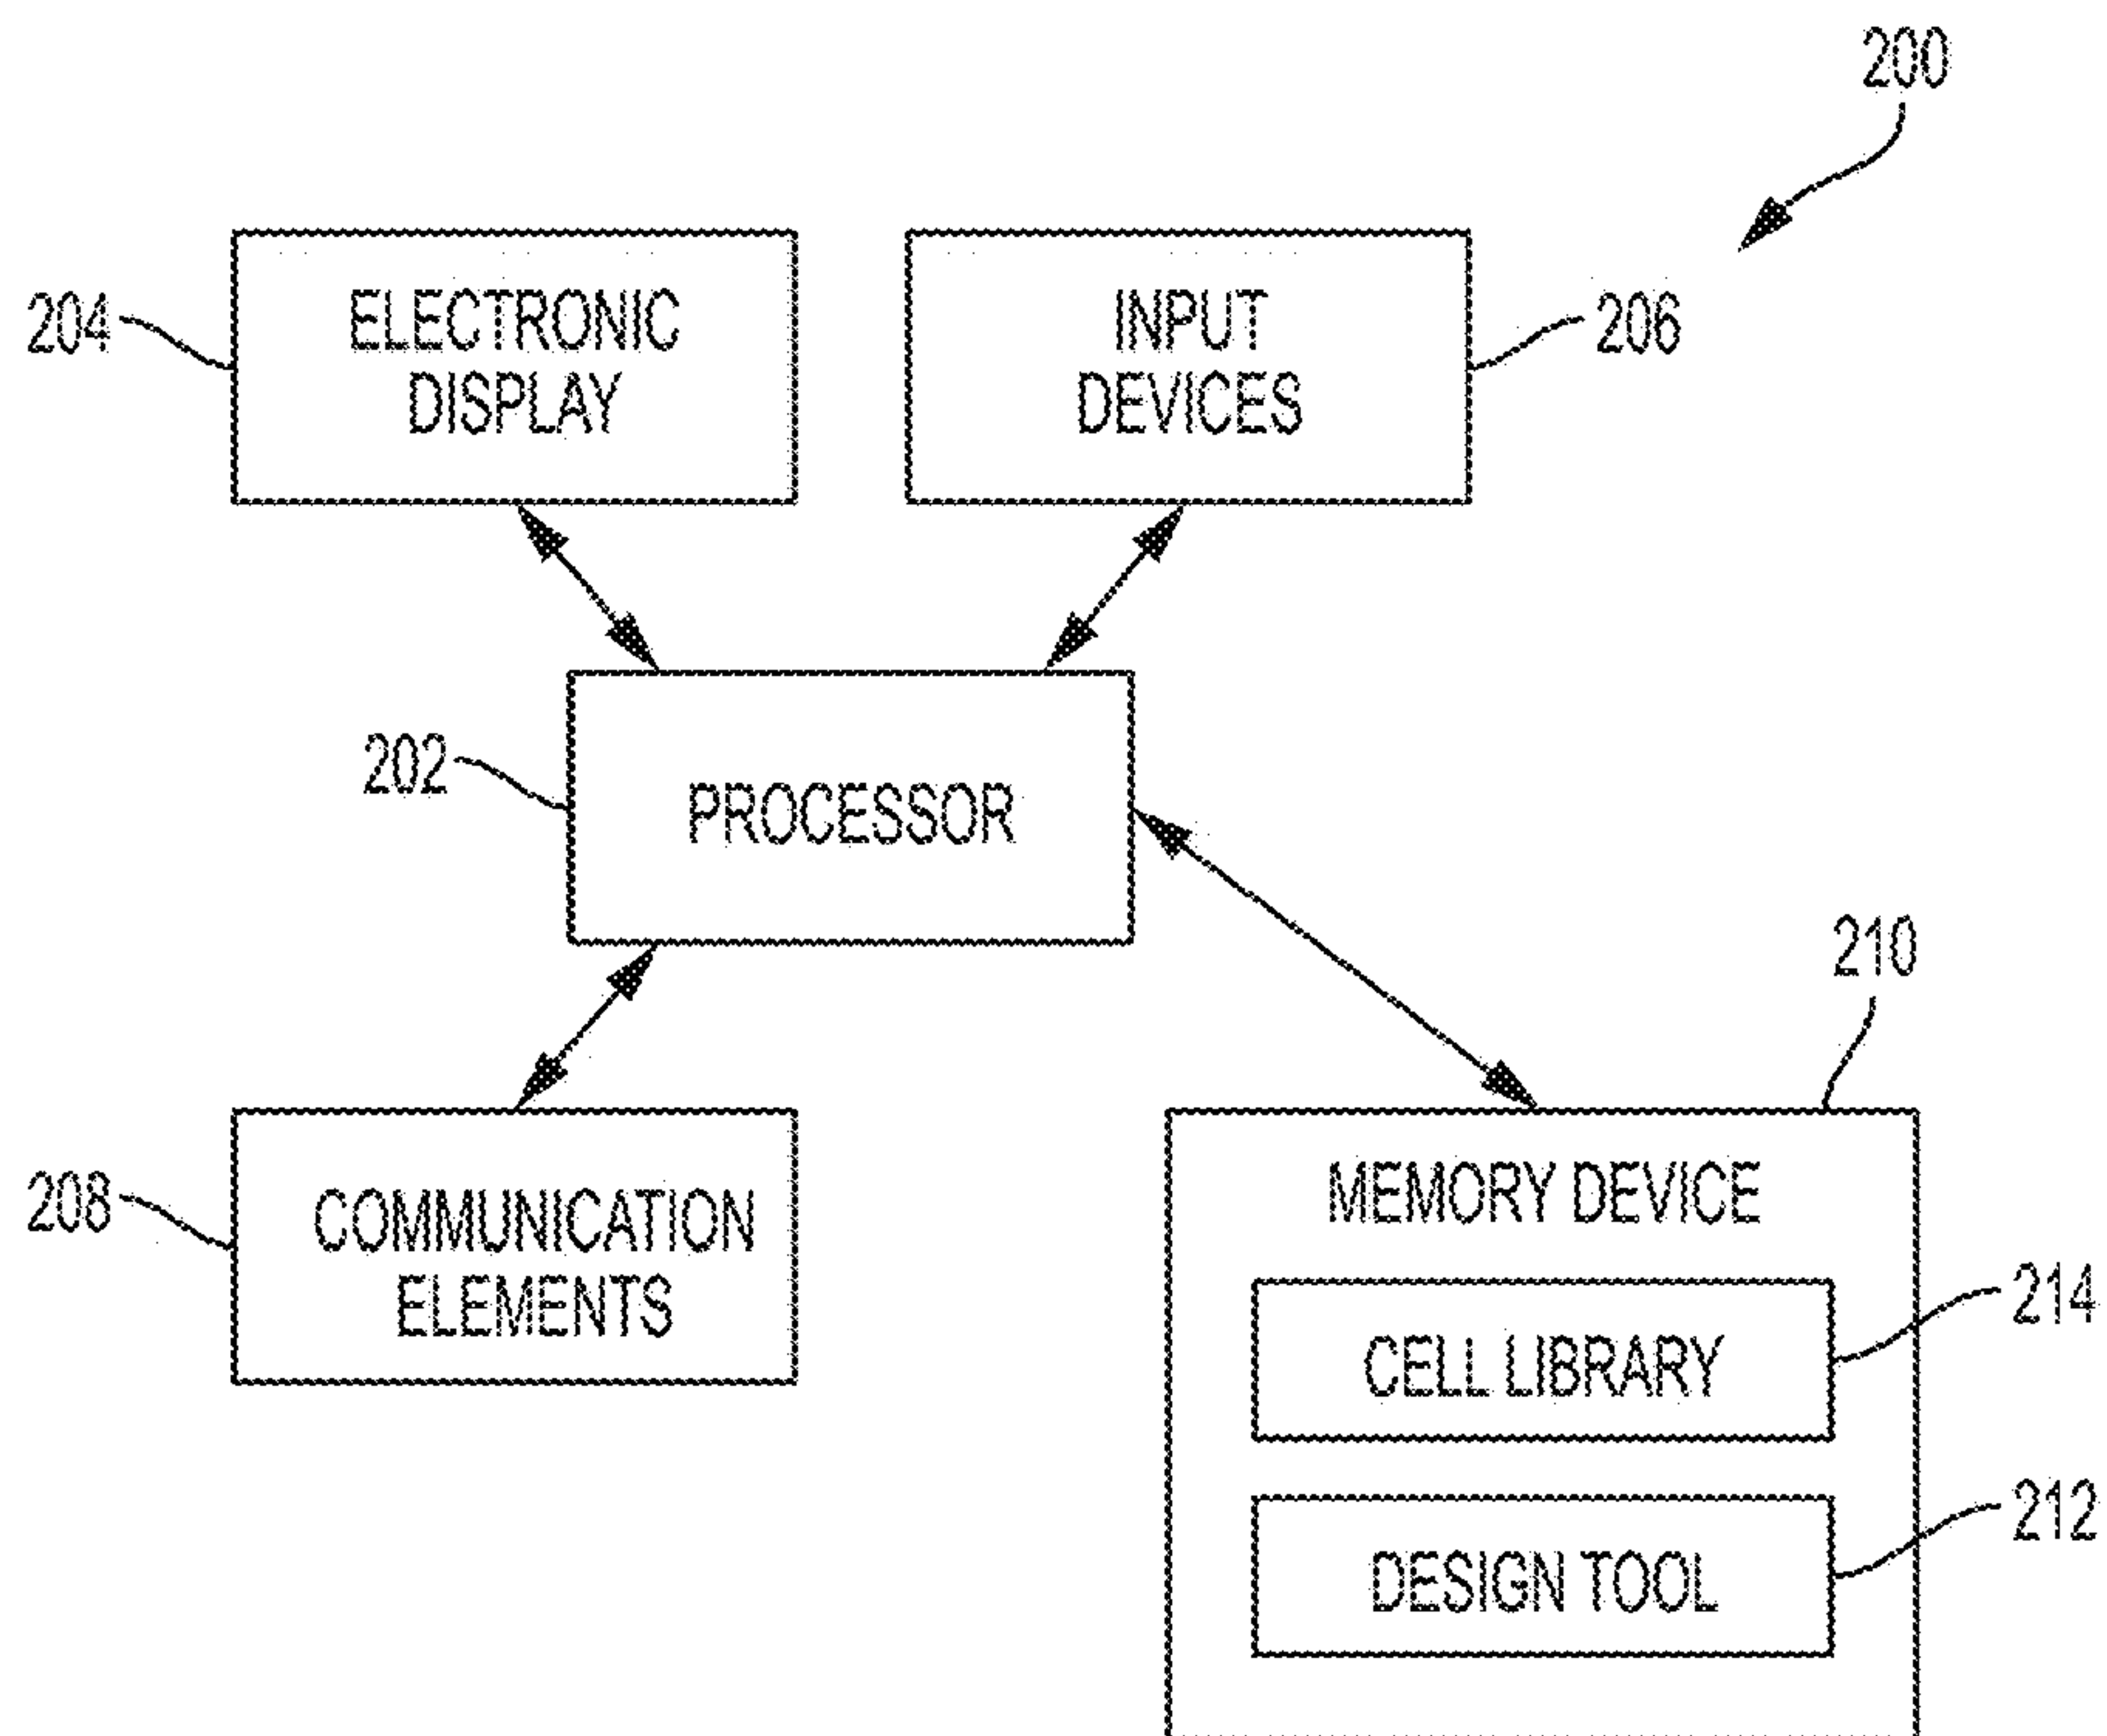 200
204
ELECTRONIC
DISPLAY
INPUT
DEVICES
206
202
PROCESSOR
210
208
COMMUNICATION
ELEMENTS
MEMORY DEVICE
CELL LIBRARY
214
DESIGN TOOL
212